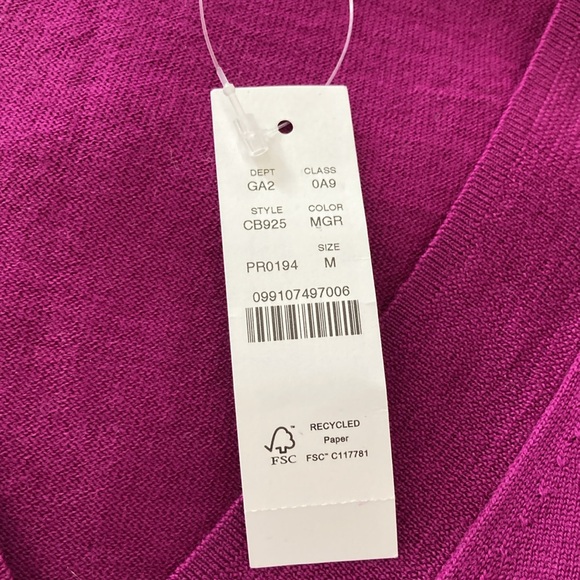 DEPT CLASS
GA2 0A9
STYLE COLOR
CB925 MGR
SIZE
PR0194 M
099107497006
RECYCLED
Paper
FSC FSC™ C117781